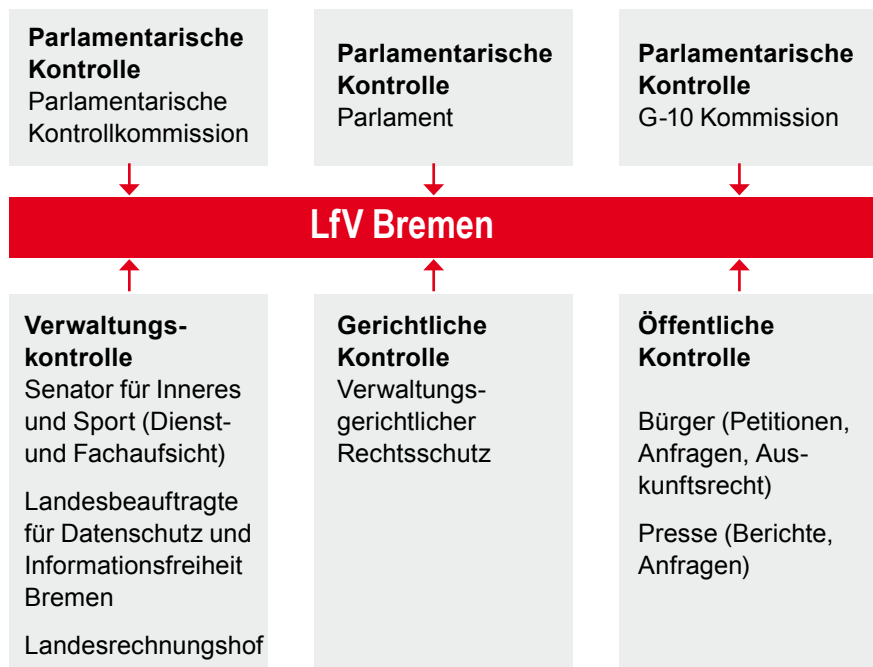 Parlamentarische
Kontrolle
Parlamentarische
Kontrollkommission
Parlamentarische
Kontrolle
Parlament
Parlamentarische
Kontrolle
G-10 Kommission
LfV Bremen
Verwaltungs-
kontrolle
Senator für Inneres
und Sport (Dienst-
und Fachaufsicht)
Landesbeauftragte
für Datenschutz und
Informationsfreiheit
Bremen
Landesrechnungshof
Gerichtliche
Kontrolle
Verwaltungs-
gerichtlicher
Rechtsschutz
Öffentliche
Kontrolle
Bürger (Petitionen,
Anfragen, Aus-
kunftsrecht)
Presse (Berichte,
Anfragen)